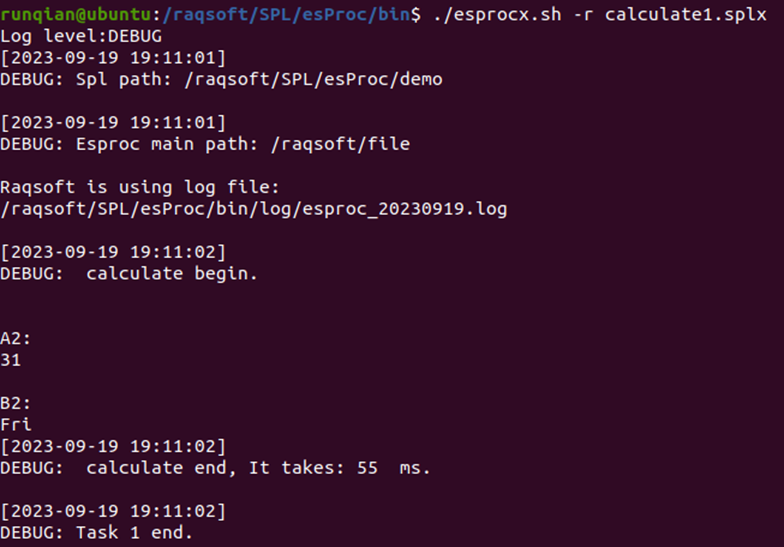 runqian@ubuntu:/raqsoft/SPL/esProc/bin$ ./esprocx.sh -r calculate1.splx
Log level:DEBUG
[2023-09-19 19:11:01]
DEBUG: Spl path: /raqsoft/SPL/esProc/demo
[2023-09-19 19:11:01]
DEBUG: Esproc main path: /raqsoft/file
Raqsoft is using log file:
/raqsoft/SPL/esProc/bin/log/esproc_20230919.log
[2023-09-19 19:11:02]
DEBUG:  calculate begin.
A2:
31
B2:
Fri
[2023-09-19 19:11:02]
DEBUG:  calculate end, It takes: 55  ms.
[2023-09-19 19:11:02]
DEBUG: Task 1 end.